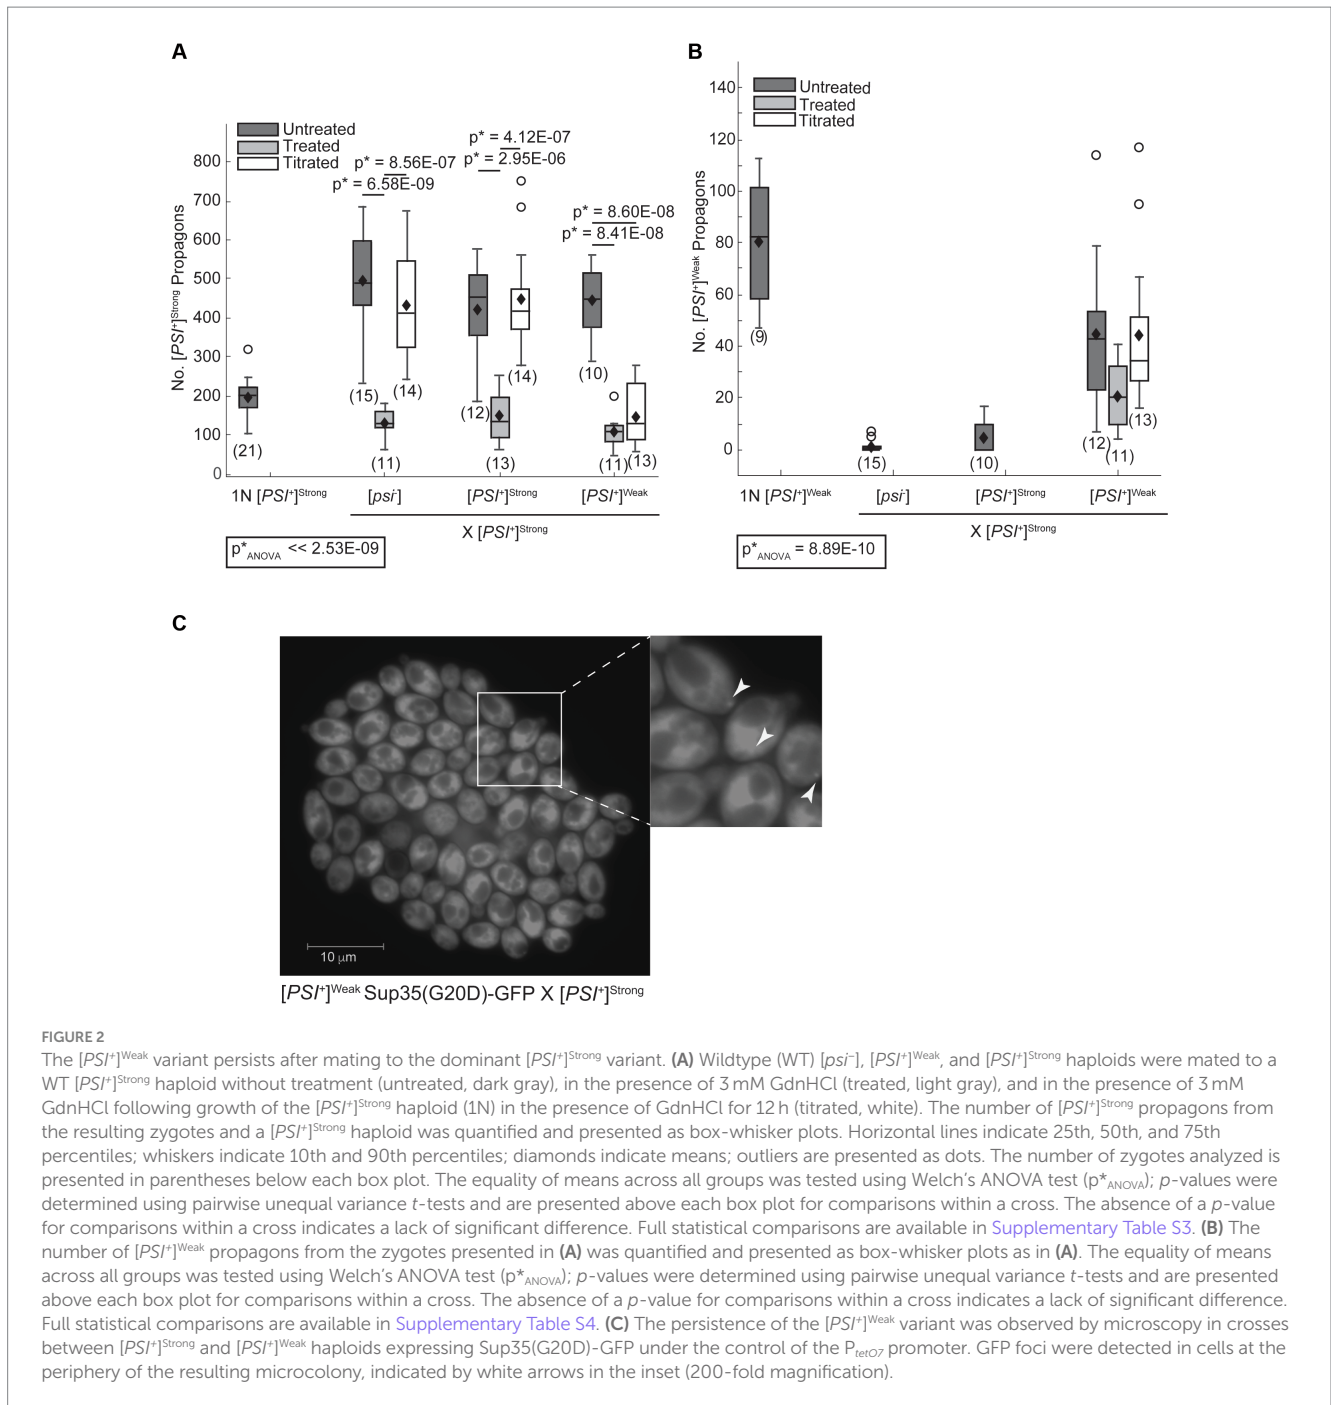 A
No. [PSI⁺]^Strong Propagons
800
700
600
500
400
300
200
100
0
Untreated
Treated
Titrated
p* = 8.56E-07
p* = 6.58E-09
p* = 4.12E-07
p* = 2.95E-06
p* = 8.60E-08
p* = 8.41E-08
(21)
(15)
(11)
(14)
(12)
(13)
(14)
(10)
(11)
(13)
1N [PSI⁺]^Strong
[psi⁻]
[PSI⁺]^Strong
[PSI⁺]^Weak
X [PSI⁺]^Strong
p*ANOVA << 2.53E-09
B
No. [PSI⁺]^Weak Propagons
140
120
100
80
60
40
20
0
Untreated
Treated
Titrated
(9)
(15)
(10)
(12)
(11)
(13)
1N [PSI⁺]^Weak
[psi⁻]
[PSI⁺]^Strong
[PSI⁺]^Weak
X [PSI⁺]^Strong
p*ANOVA = 8.89E-10
C
10 μm
[PSI⁺]^Weak Sup35(G20D)-GFP X [PSI⁺]^Strong
FIGURE 2
The [PSI⁺]^Weak variant persists after mating to the dominant [PSI⁺]^Strong variant. (A) Wildtype (WT) [psi⁻], [PSI⁺]^Weak, and [PSI⁺]^Strong haploids were mated to a
WT [PSI⁺]^Strong haploid without treatment (untreated, dark gray), in the presence of 3 mM GdnHCl (treated, light gray), and in the presence of 3 mM
GdnHCl following growth of the [PSI⁺]^Strong haploid (1N) in the presence of GdnHCl for 12 h (titrated, white). The number of [PSI⁺]^Strong propagons from
the resulting zygotes and a [PSI⁺]^Strong haploid was quantified and presented as box-whisker plots. Horizontal lines indicate 25th, 50th, and 75th
percentiles; whiskers indicate 10th and 90th percentiles; diamonds indicate means; outliers are presented as dots. The number of zygotes analyzed is
presented in parentheses below each box plot. The equality of means across all groups was tested using Welch's ANOVA test (p*ANOVA); p-values were
determined using pairwise unequal variance t-tests and are presented above each box plot for comparisons within a cross. The absence of a p-value
for comparisons within a cross indicates a lack of significant difference. Full statistical comparisons are available in Supplementary Table S3. (B) The
number of [PSI⁺]^Weak propagons from the zygotes presented in (A) was quantified and presented as box-whisker plots as in (A). The equality of means
across all groups was tested using Welch's ANOVA test (p*ANOVA); p-values were determined using pairwise unequal variance t-tests and are presented
above each box plot for comparisons within a cross. The absence of a p-value for comparisons within a cross indicates a lack of significant difference.
Full statistical comparisons are available in Supplementary Table S4. (C) The persistence of the [PSI⁺]^Weak variant was observed by microscopy in crosses
between [PSI⁺]^Strong and [PSI⁺]^Weak haploids expressing Sup35(G20D)-GFP under the control of the PtetO7 promoter. GFP foci were detected in cells at the
periphery of the resulting microcolony, indicated by white arrows in the inset (200-fold magnification).